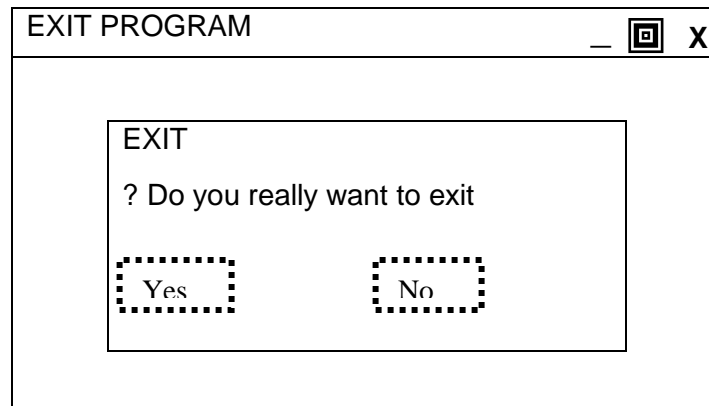 EXIT PROGRAM _ X
EXIT
? Do you really want to exit
Yes No